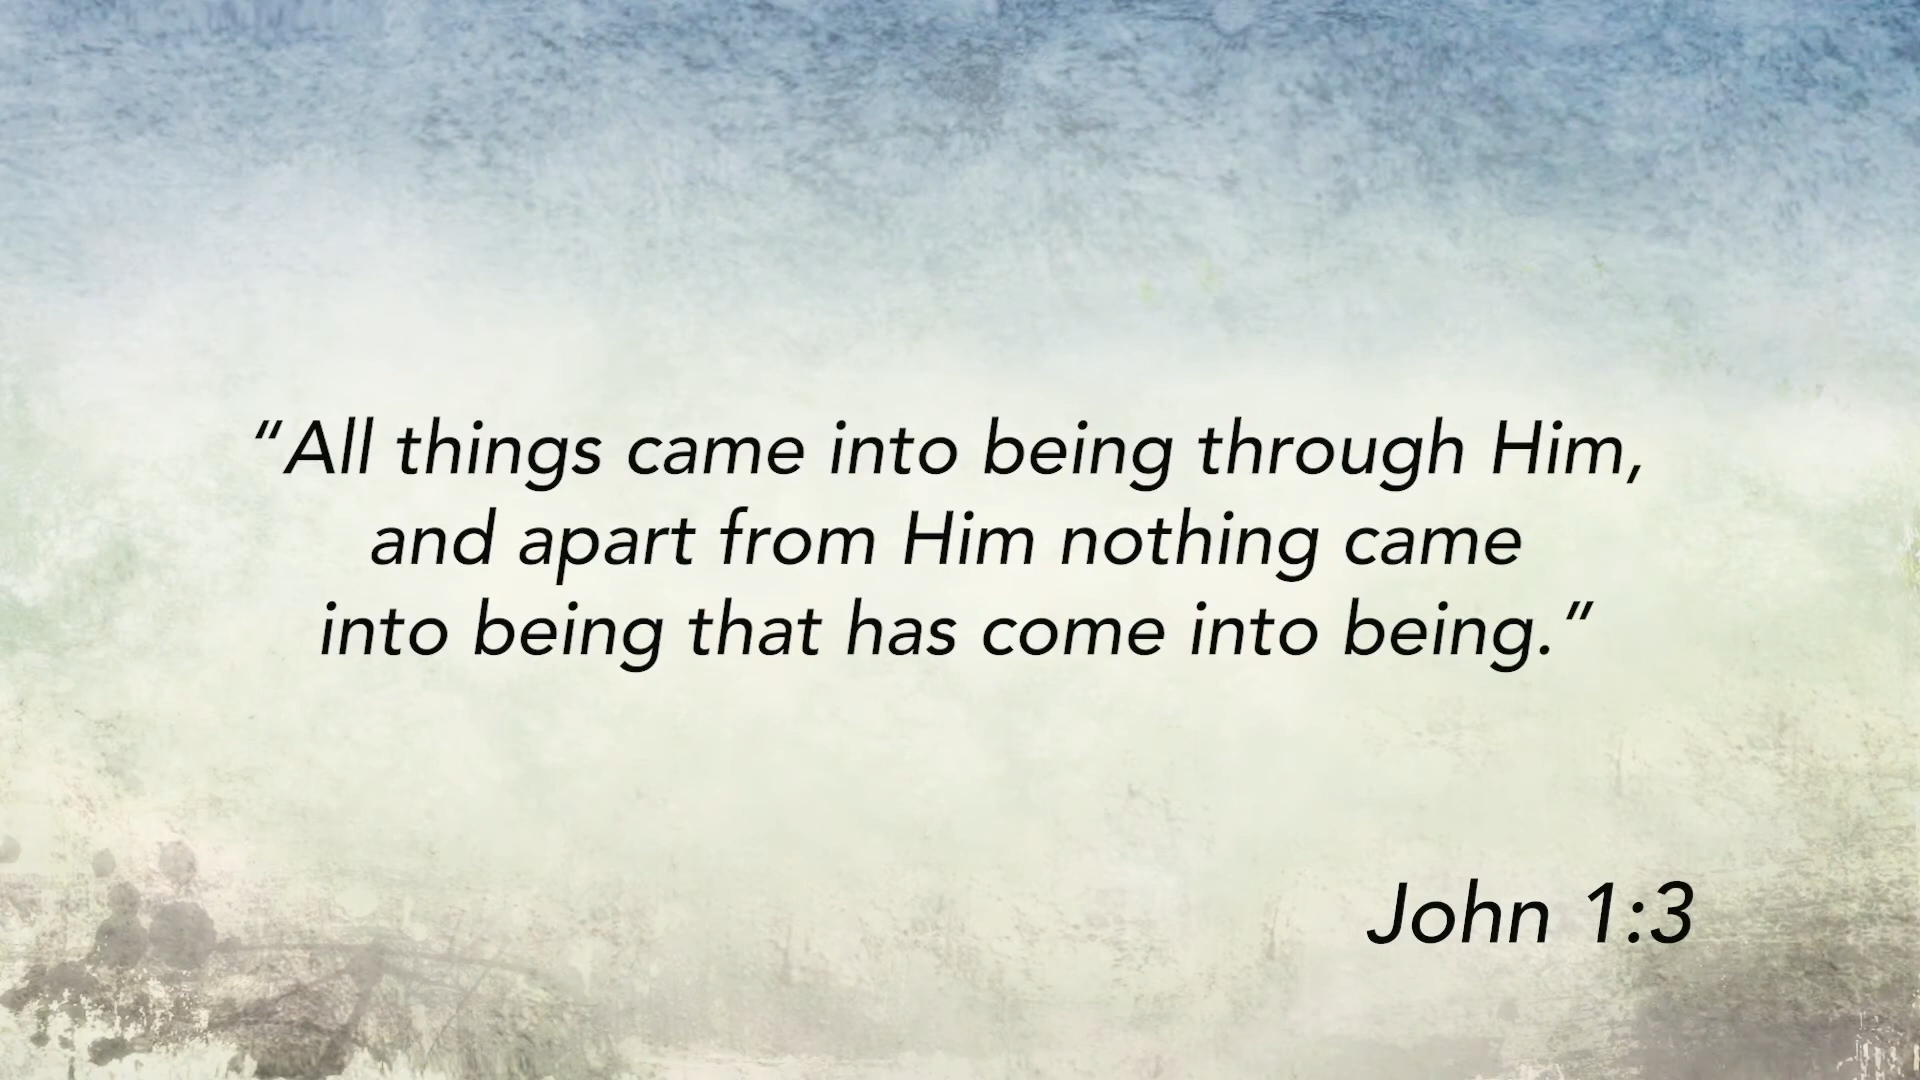 “All things came into being through Him,
and apart from Him nothing came
into being that has come into being.”
John 1:3